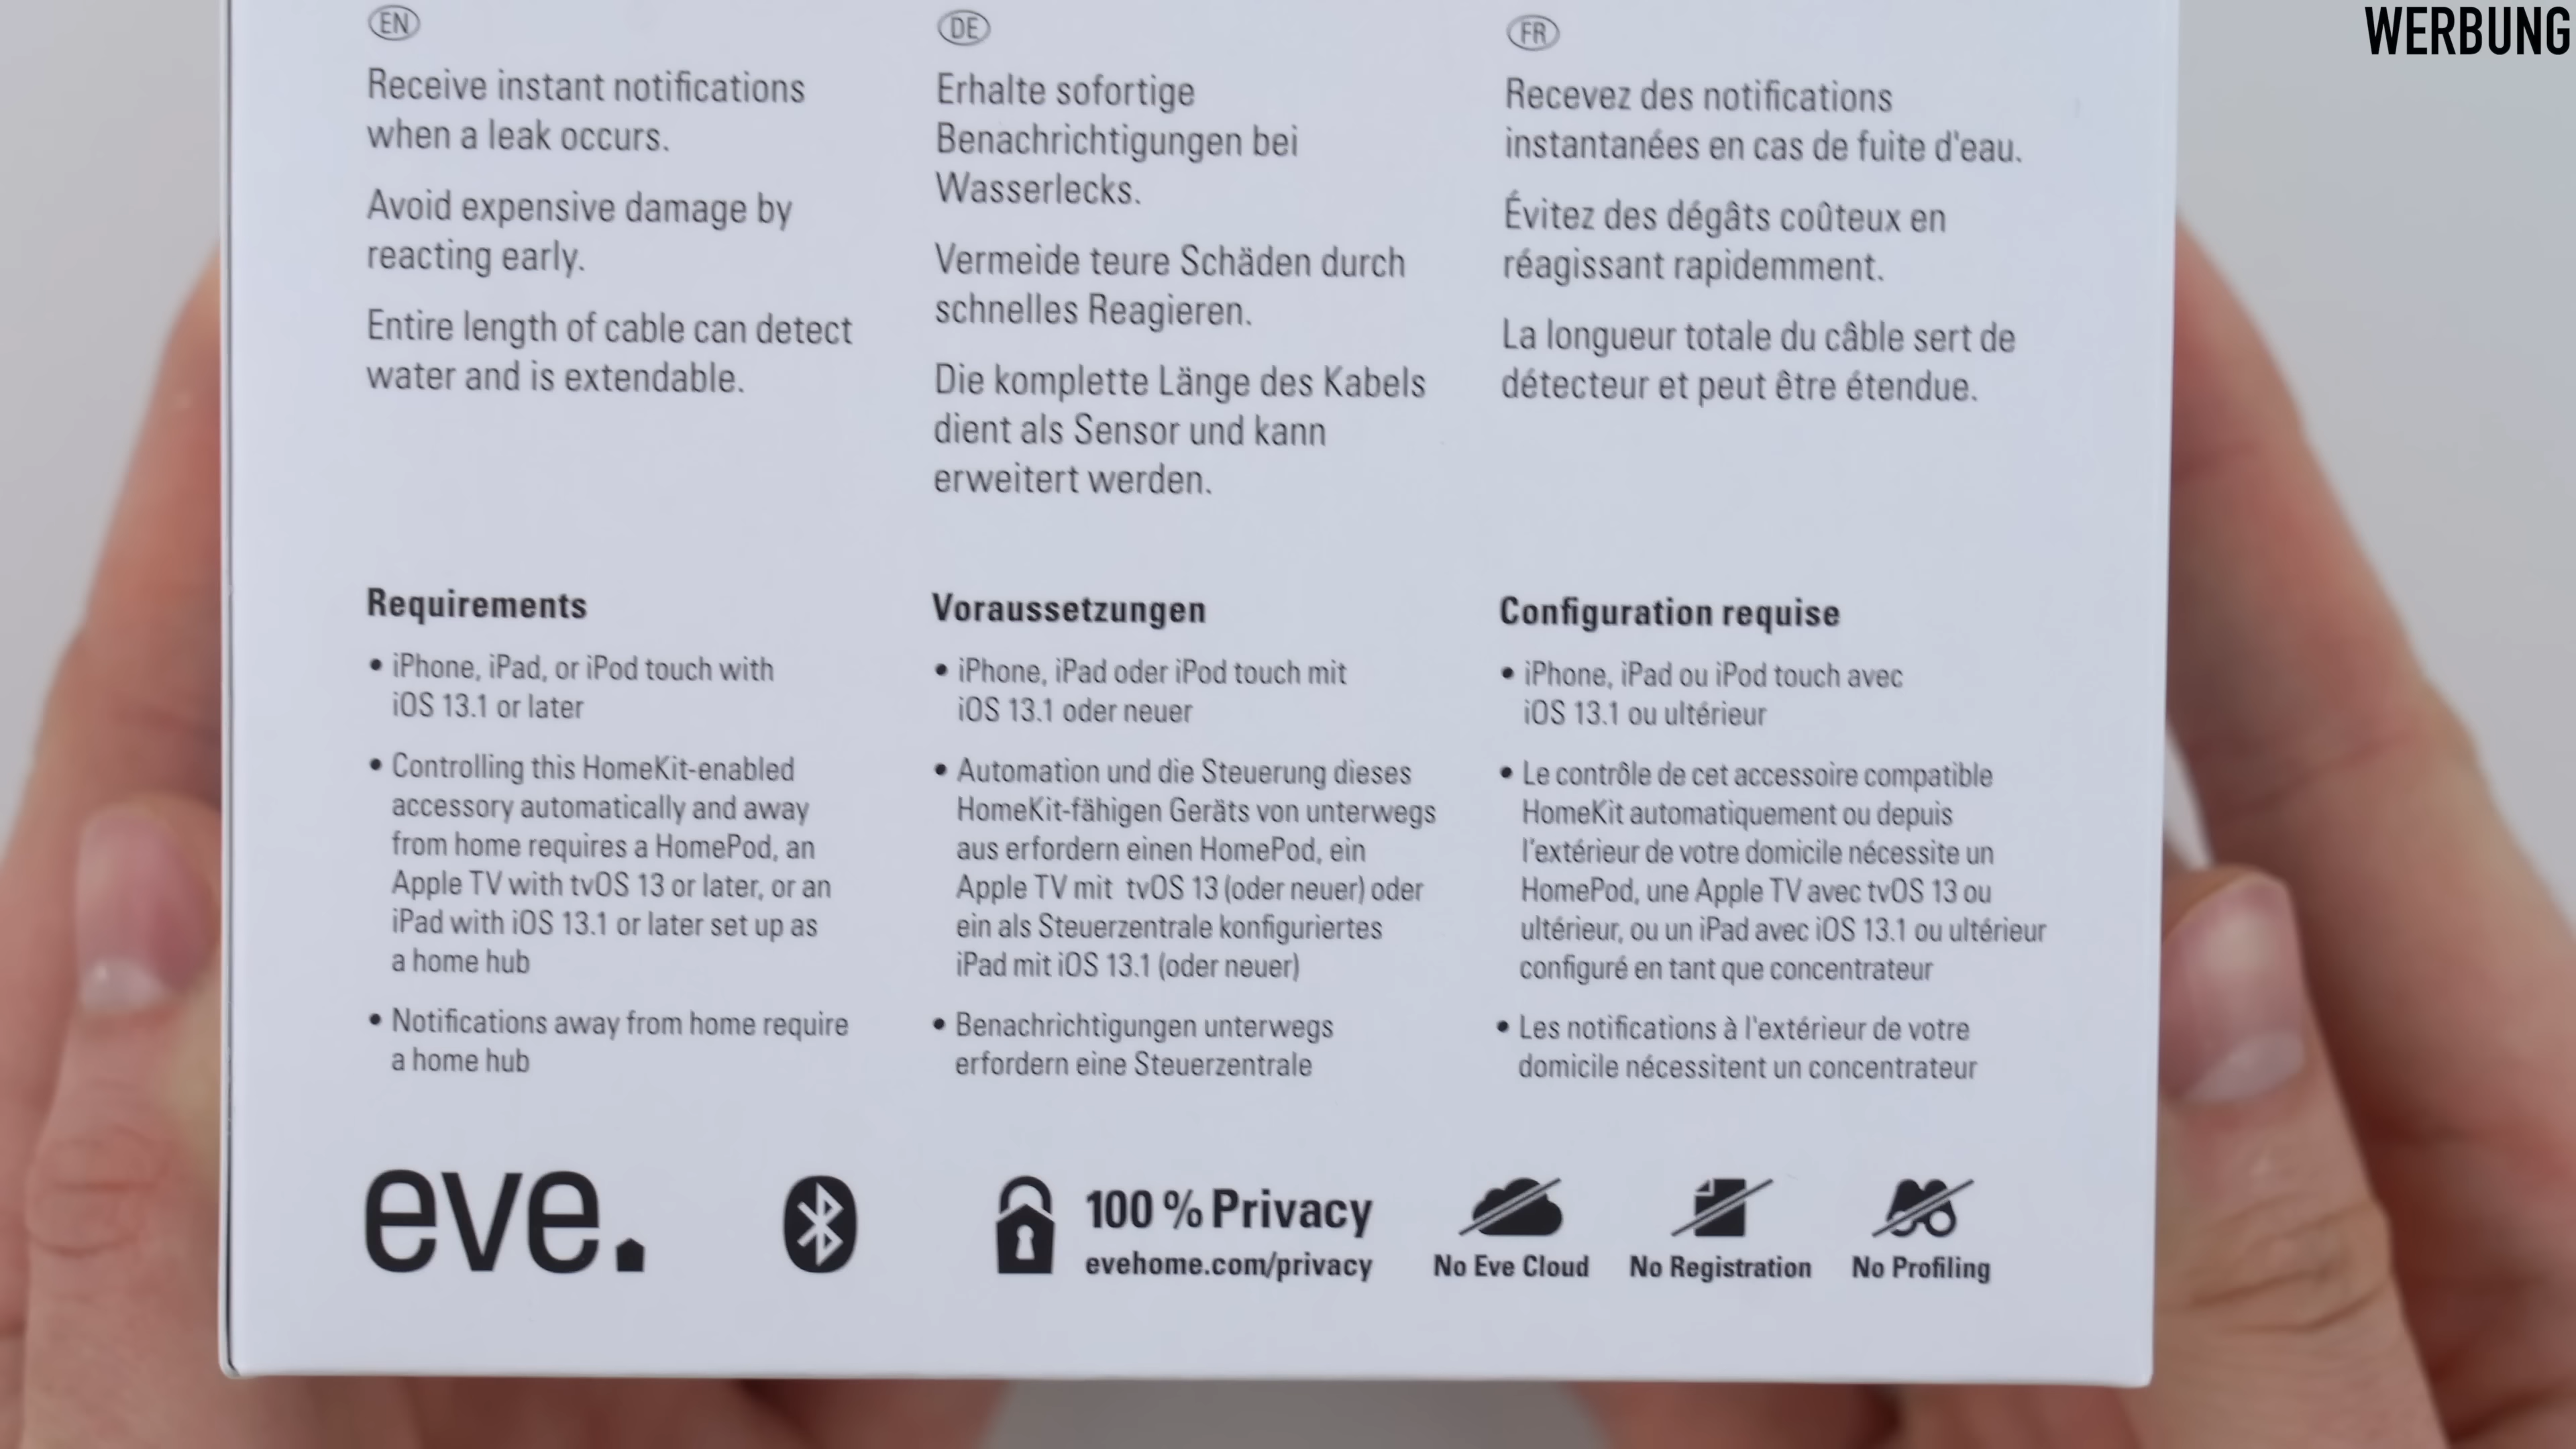 WERBUNG
EN
Receive instant notifications
when a leak occurs.
Avoid expensive damage by
reacting early.
Entire length of cable can detect
water and is extendable.
Requirements
• iPhone, iPad, or iPod touch with
iOS 13.1 or later
• Controlling this HomeKit-enabled
accessory automatically and away
from home requires a HomePod, an
Apple TV with tvOS 13 or later, or an
iPad with iOS 13.1 or later set up as
a home hub
• Notifications away from home require
a home hub
DE
Erhalte sofortige
Benachrichtigungen bei
Wasserlecks.
Vermeide teure Schäden durch
schnelles Reagieren.
Die komplette Länge des Kabels
dient als Sensor und kann
erweitert werden.
Voraussetzungen
• iPhone, iPad oder iPod touch mit
iOS 13.1 oder neuer
• Automation und die Steuerung dieses
HomeKit-fähigen Geräts von unterwegs
aus erfordern einen HomePod, ein
Apple TV mit tvOS 13 (oder neuer) oder
ein als Steuerzentrale konfiguriertes
iPad mit iOS 13.1 (oder neuer)
• Benachrichtigungen unterwegs
erfordern eine Steuerzentrale
FR
Recevez des notifications
instantanées en cas de fuite d'eau.
Évitez des dégâts coûteux en
réagissant rapidemment.
La longueur totale du câble sert de
détecteur et peut être étendue.
Configuration requise
• iPhone, iPad ou iPod touch avec
iOS 13.1 ou ultérieur
• Le contrôle de cet accessoire compatible
HomeKit automatiquement ou depuis
l'extérieur de votre domicile nécessite un
HomePod, une Apple TV avec tvOS 13 ou
ultérieur, ou un iPad avec iOS 13.1 ou ultérieur
configuré en tant que concentrateur
• Les notifications à l'extérieur de votre
domicile nécessitent un concentrateur
eve.
100 % Privacy
evehome.com/privacy
No Eve Cloud
No Registration
No Profiling